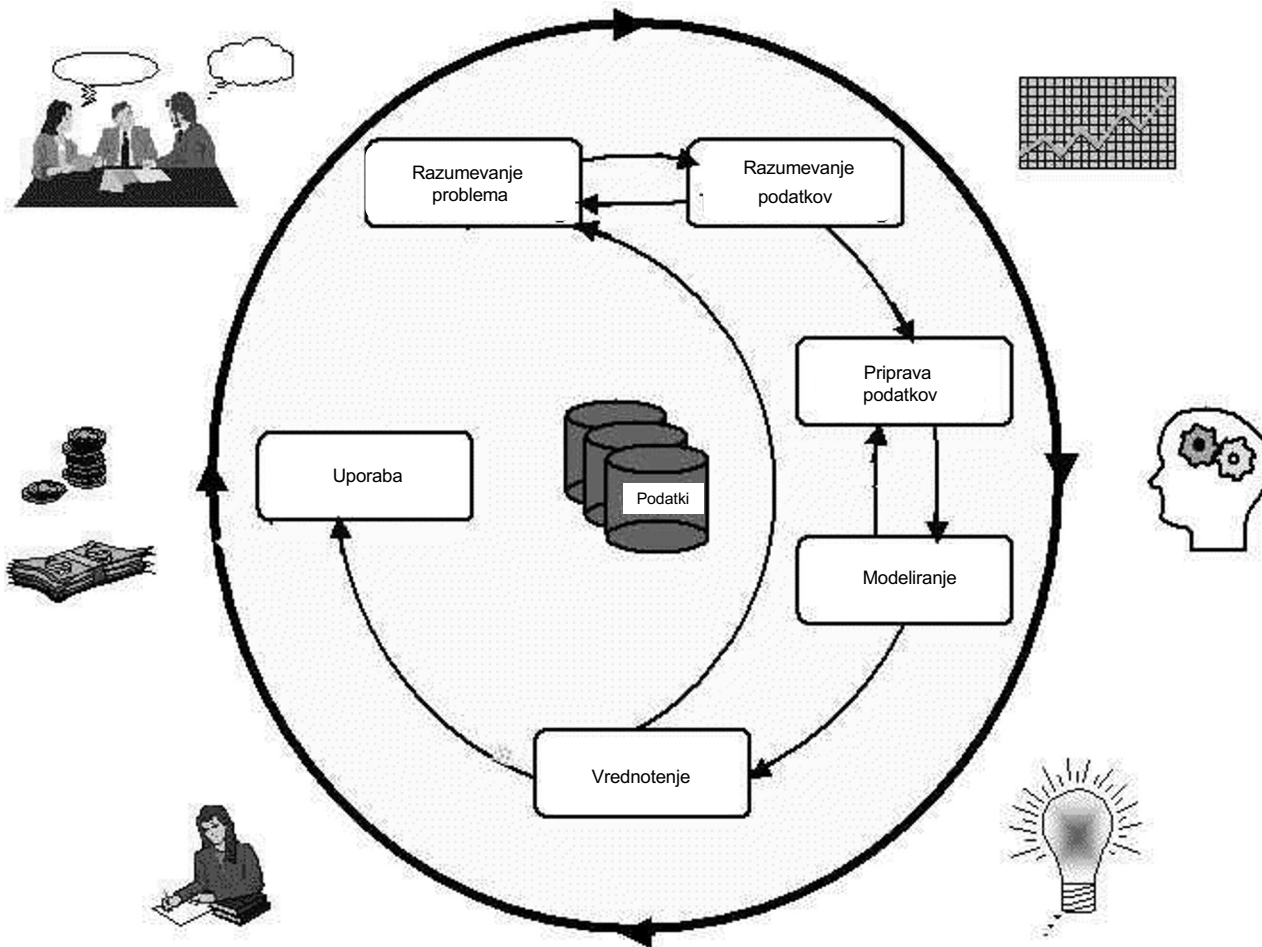 Razumevanje
problema
Razumevanje
podatkov
Priprava
podatkov
Uporaba
Podatki
Modeliranje
Vrednotenje